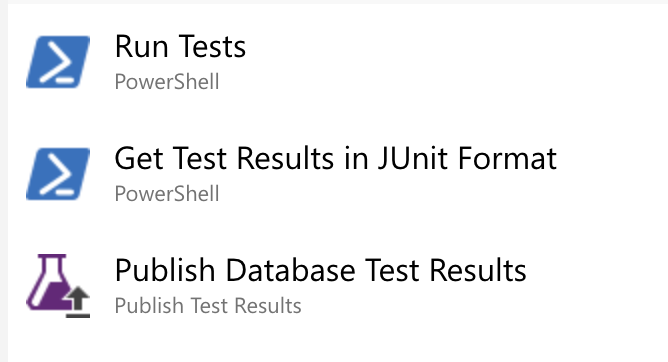 Run Tests
PowerShell
Get Test Results in JUnit Format
PowerShell
Publish Database Test Results
Publish Test Results